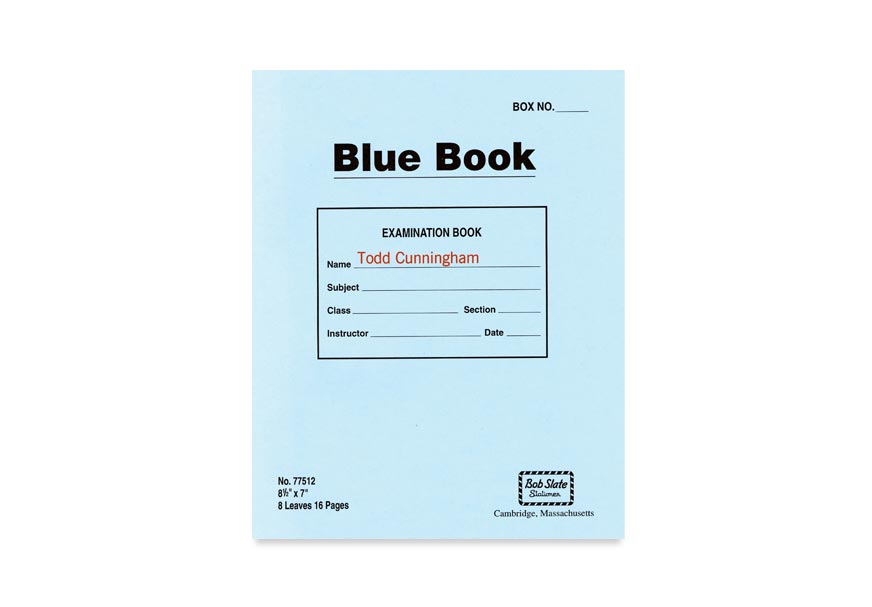 BOX NO.
Blue Book
EXAMINATION BOOK
Name Todd Cunningham
Subject
Class Section
Instructor Date
No. 77512
8½" x 7"
8 Leaves 16 Pages
Bob Slate
Stationer
Cambridge, Massachusetts